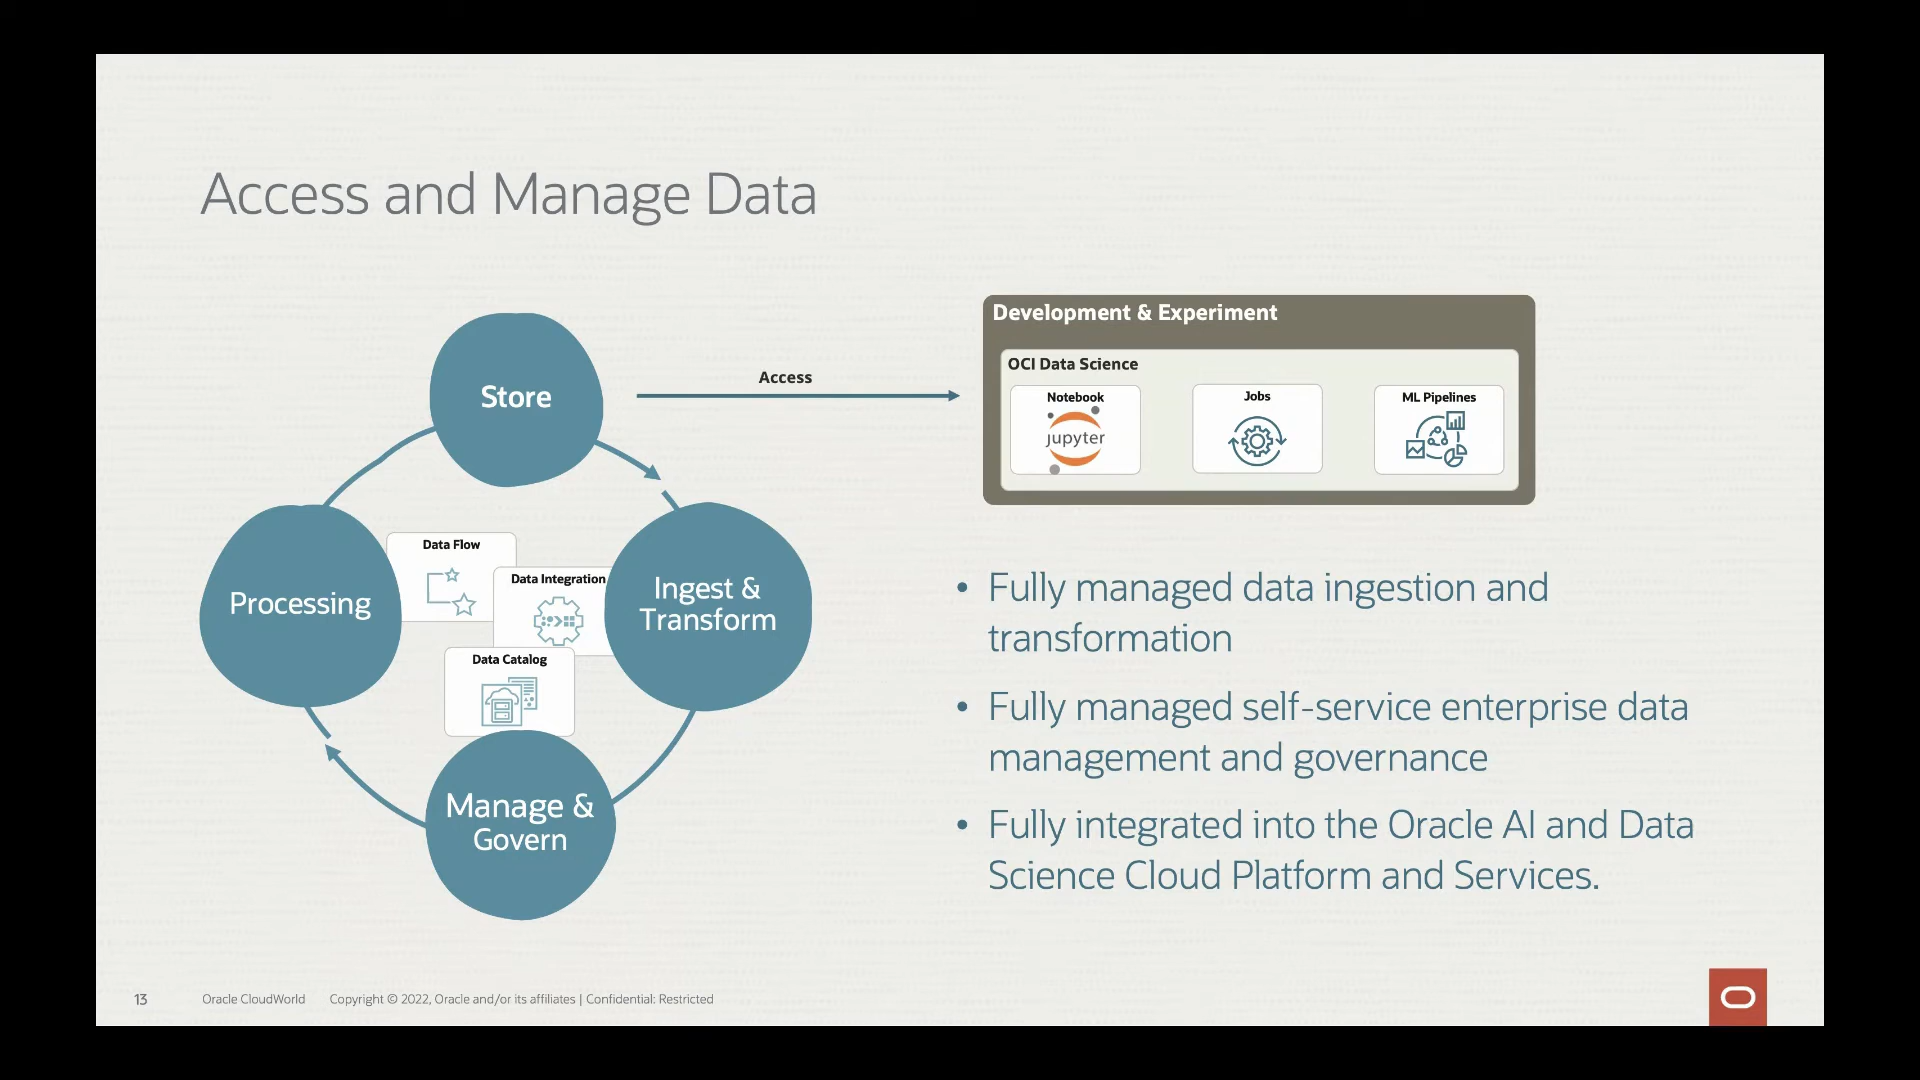 Access and Manage Data
Store
Access
Development & Experiment
OCI Data Science
Notebook
jupyter
Jobs
ML Pipelines
Processing
Data Flow
Data Integration
Data Catalog
Ingest &
Transform
Manage &
Govern
• Fully managed data ingestion and
transformation
• Fully managed self-service enterprise data
management and governance
• Fully integrated into the Oracle AI and Data
Science Cloud Platform and Services.
13 Oracle CloudWorld Copyright © 2022, Oracle and/or its affiliates | Confidential: Restricted